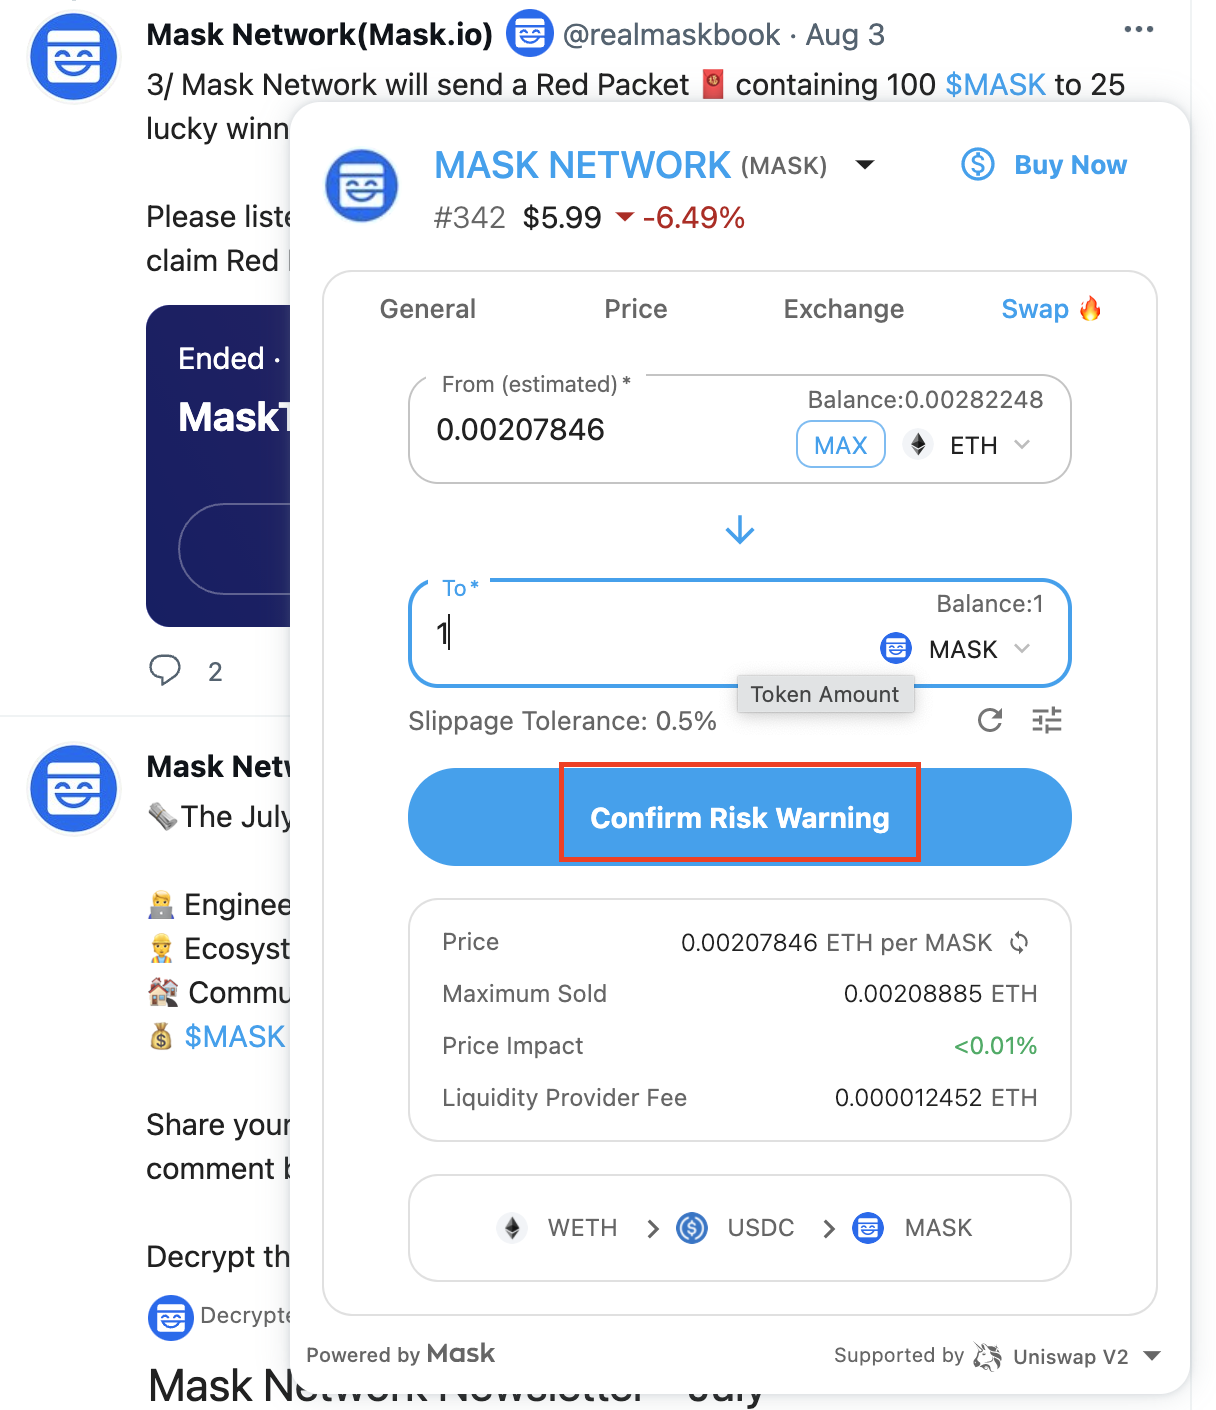 Mask Network(Mask.io) @realmaskbook · Aug 3
3/ Mask Network will send a Red Packet 🧧 containing 100 $MASK to 25
lucky winn
Please liste
claim Red
Ended ·
MaskT
2
MASK NETWORK (MASK)
Buy Now
#342 $5.99 -6.49%
General
Price
Exchange
Swap 🔥
From (estimated) *
Balance:0.00282248
0.00207846
MAX
ETH
To *
Balance:1
1
MASK
Token Amount
Slippage Tolerance: 0.5%
Confirm Risk Warning
Price 0.00207846 ETH per MASK
Maximum Sold 0.00208885 ETH
Price Impact <0.01%
Liquidity Provider Fee 0.000012452 ETH
WETH > USDC > MASK
Powered by Mask
Supported by Uniswap V2
Mask Netw
🗞️The July
🧑‍💻 Enginee
👷 Ecosyst
🏘️ Commu
💰 $MASK
Share your
comment b
Decrypt th
Decrypte
Mask Network Newsletter - July